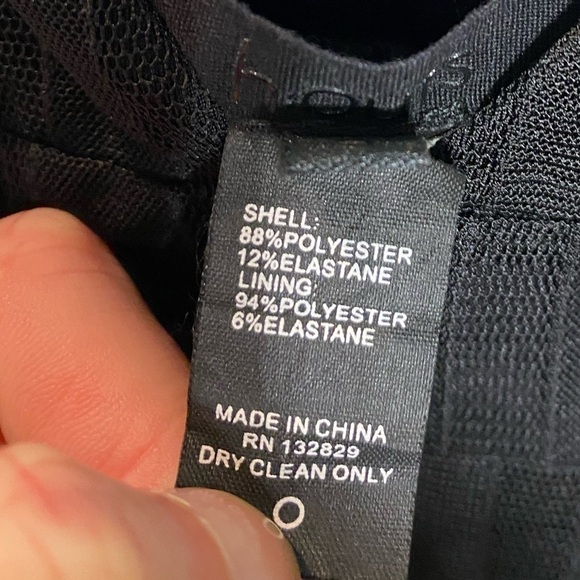 SHELL:
88%POLYESTER
12%ELASTANE
LINING
94%POLYESTER
6%ELASTANE
MADE IN CHINA
RN 132829
DRY CLEAN ONLY